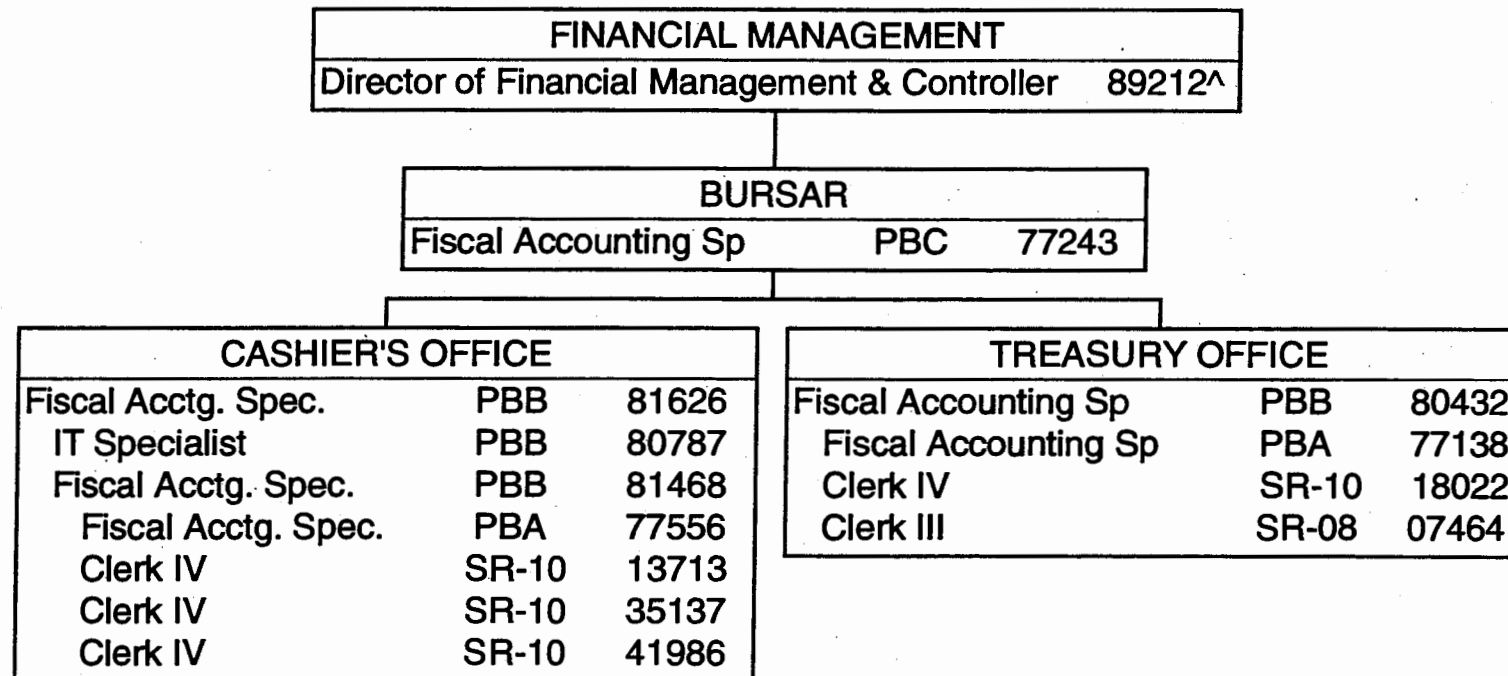 FINANCIAL MANAGEMENT
Director of Financial Management & Controller 89212^
BURSAR
Fiscal Accounting Sp PBC 77243
CASHIER'S OFFICE
Fiscal Acctg. Spec. PBB 81626
IT Specialist PBB 80787
Fiscal Acctg. Spec. PBB 81468
Fiscal Acctg. Spec. PBA 77556
Clerk IV SR-10 13713
Clerk IV SR-10 35137
Clerk IV SR-10 41986
TREASURY OFFICE
Fiscal Accounting Sp PBB 80432
Fiscal Accounting Sp PBA 77138
Clerk IV SR-10 18022
Clerk III SR-08 07464